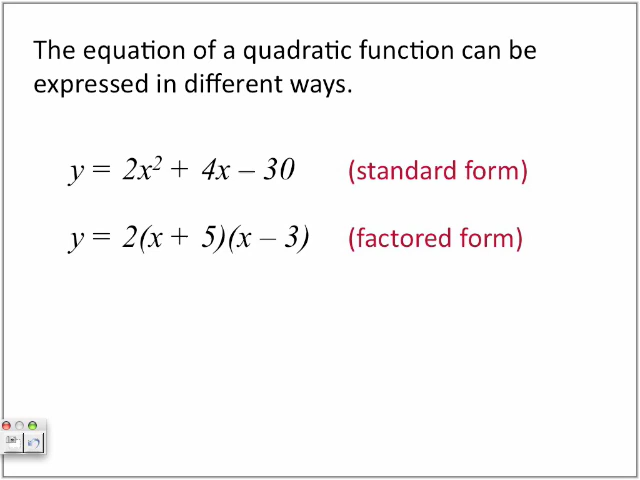 The equation of a quadratic function can be
expressed in different ways.
y = 2x² + 4x – 30 (standard form)
y = 2(x + 5)(x – 3) (factored form)